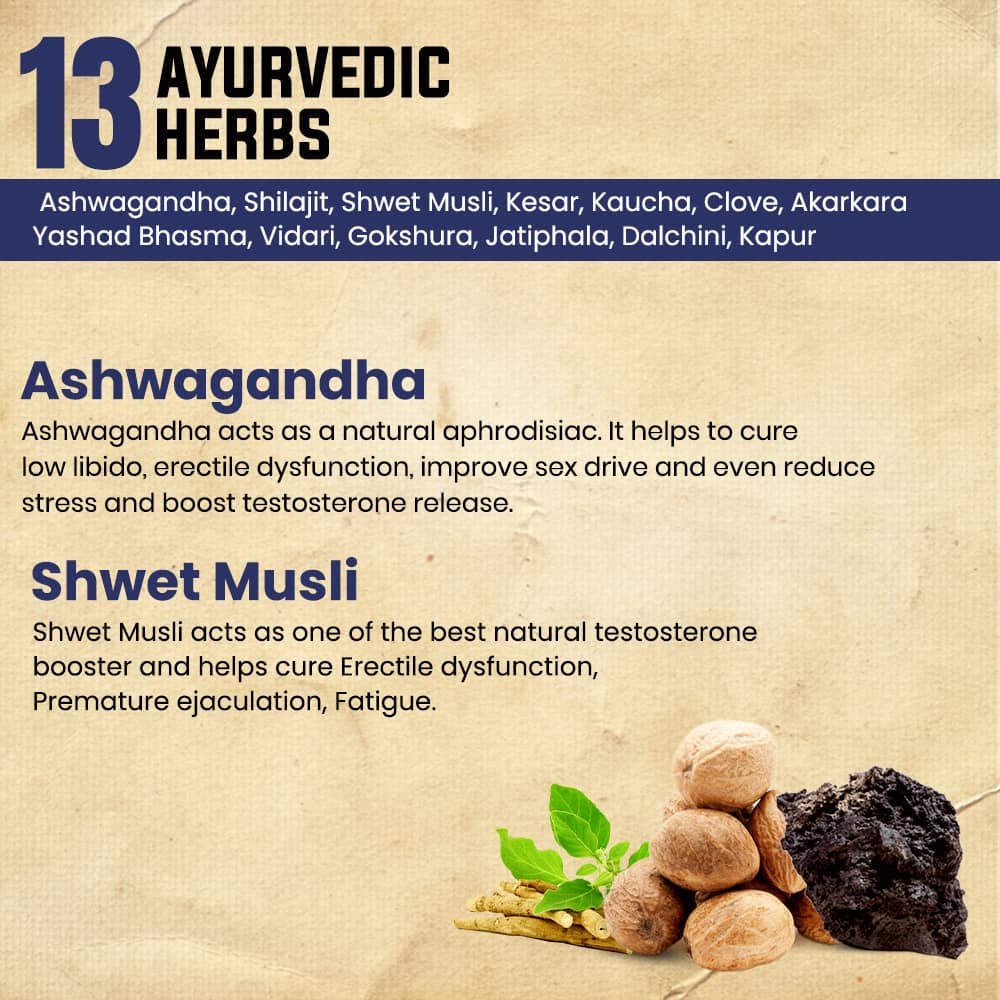 13 AYURVEDIC
HERBS
Ashwagandha, Shilajit, Shwet Musli, Kesar, Kaucha, Clove, Akarkara
Yashad Bhasma, Vidari, Gokshura, Jatiphala, Dalchini, Kapur
Ashwagandha
Ashwagandha acts as a natural aphrodisiac. It helps to cure
low libido, erectile dysfunction, improve sex drive and even reduce
stress and boost testosterone release.
Shwet Musli
Shwet Musli acts as one of the best natural testosterone
booster and helps cure Erectile dysfunction,
Premature ejaculation, Fatigue.